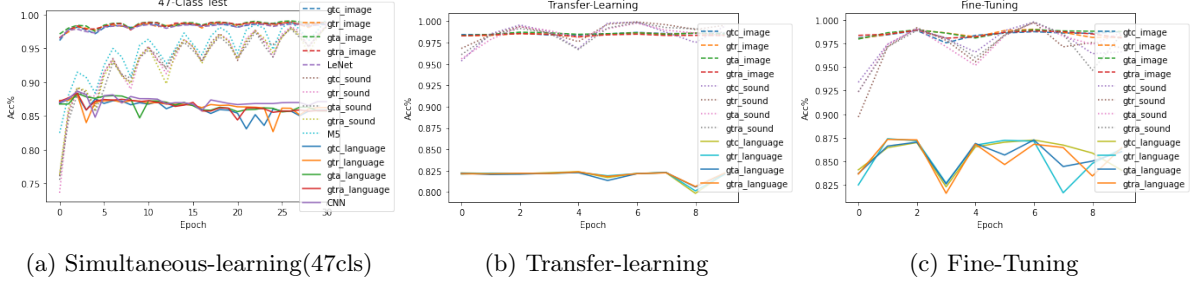 47-Class Test
1.00
0.95
0.90
0.85
0.80
0.75
Acc%
0
5
10
15
20
25
30
Epoch
gtc_image
gtr_image
gta_image
gtra_image
LeNet
gtc_sound
gtr_sound
gta_sound
gtra_sound
M5
gtc_language
gtr_language
gta_language
gtra_language
CNN
Transfer-Learning
1.000
0.975
0.950
0.925
0.900
0.875
0.850
0.825
0.800
Acc%
0
2
4
6
8
Epoch
gtc_image
gtr_image
gta_image
gtra_image
gtc_sound
gtr_sound
gta_sound
gtra_sound
gtc_language
gtr_language
gta_language
gtra_language
Fine-Tuning
1.000
0.975
0.950
0.925
0.900
0.875
0.850
0.825
Acc%
0
2
4
6
8
Epoch
gtc_image
gtr_image
gta_image
gtra_image
gtc_sound
gtr_sound
gta_sound
gtra_sound
gtc_language
gtr_language
gta_language
gtra_language
(a) Simultaneous-learning(47cls)
(b) Transfer-learning
(c) Fine-Tuning